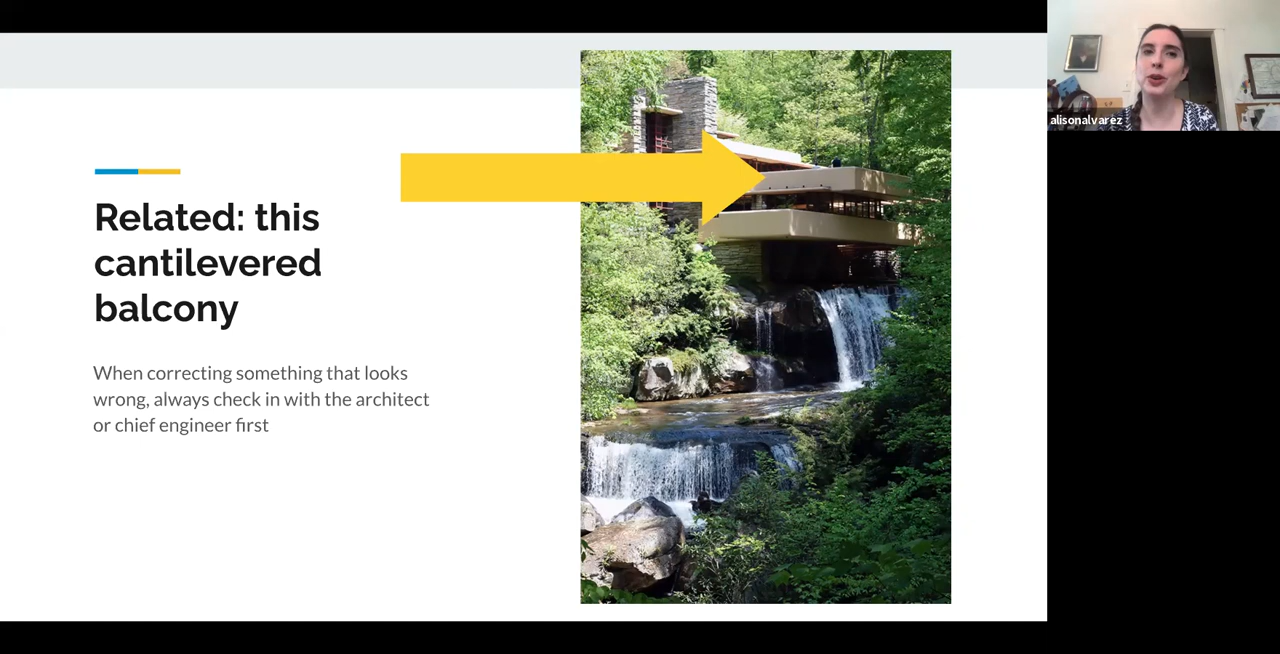 alisonalvarez
Related: this
cantilevered
balcony
When correcting something that looks
wrong, always check in with the architect
or chief engineer first